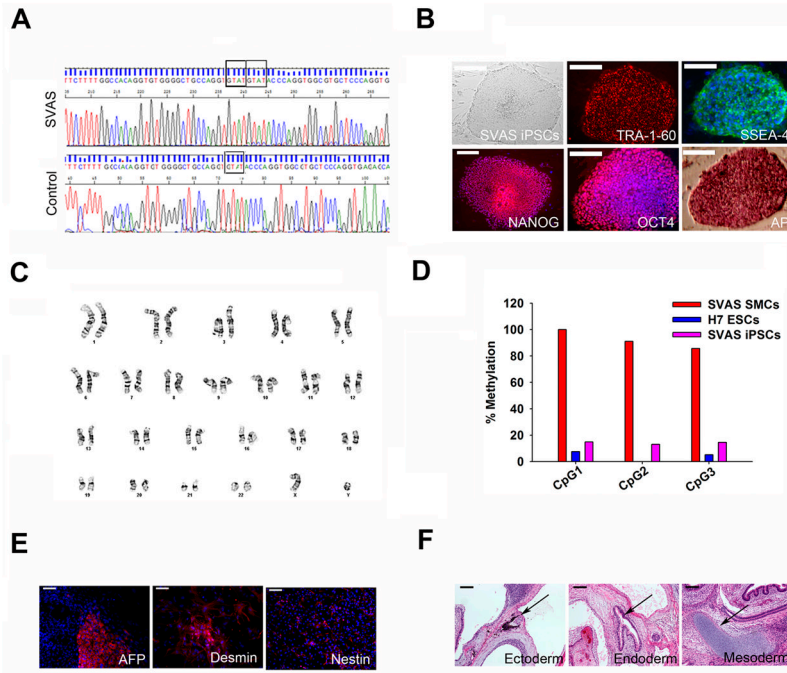 A
TTCTTTTGGCCACAGGTGTGGGGCTGCCAGGTGTATGTATACCCAGGTGGCGTGCTCCCAGGTG
SVAS
Control
B
SVAS iPSCs
TRA-1-60
SSEA-4
NANOG
OCT4
AP
C
1 2 3 4 5
6 7 8 9 10 11 12
13 14 15 16 17 18
19 20 21 22 X Y
D
SVAS SMCs
H7 ESCs
SVAS iPSCs
% Methylation
120
100
80
60
40
20
0
CpG1 CpG2 CpG3
E
AFP
Desmin
Nestin
F
Ectoderm
Endoderm
Mesoderm